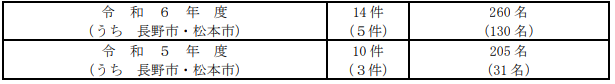 令和６年度 14件 260名
（うち 長野市・松本市） （５件） （130名）
令和５年度 10件 205名
（うち 長野市・松本市） （３件） （31名）